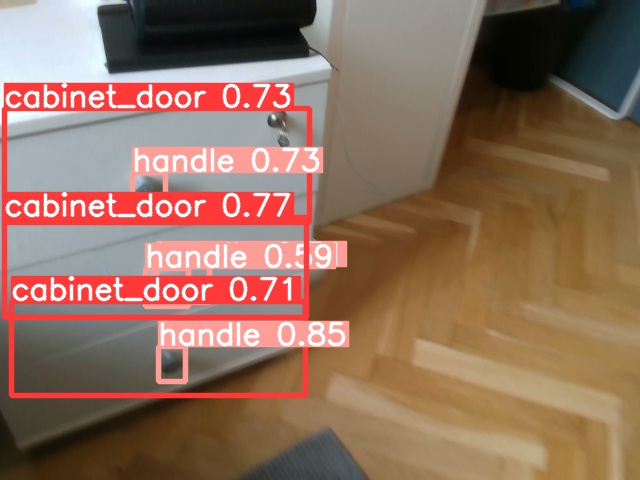 cabinet_door 0.73
handle 0.73
cabinet_door 0.77
handle 0.59
cabinet_door 0.71
handle 0.85